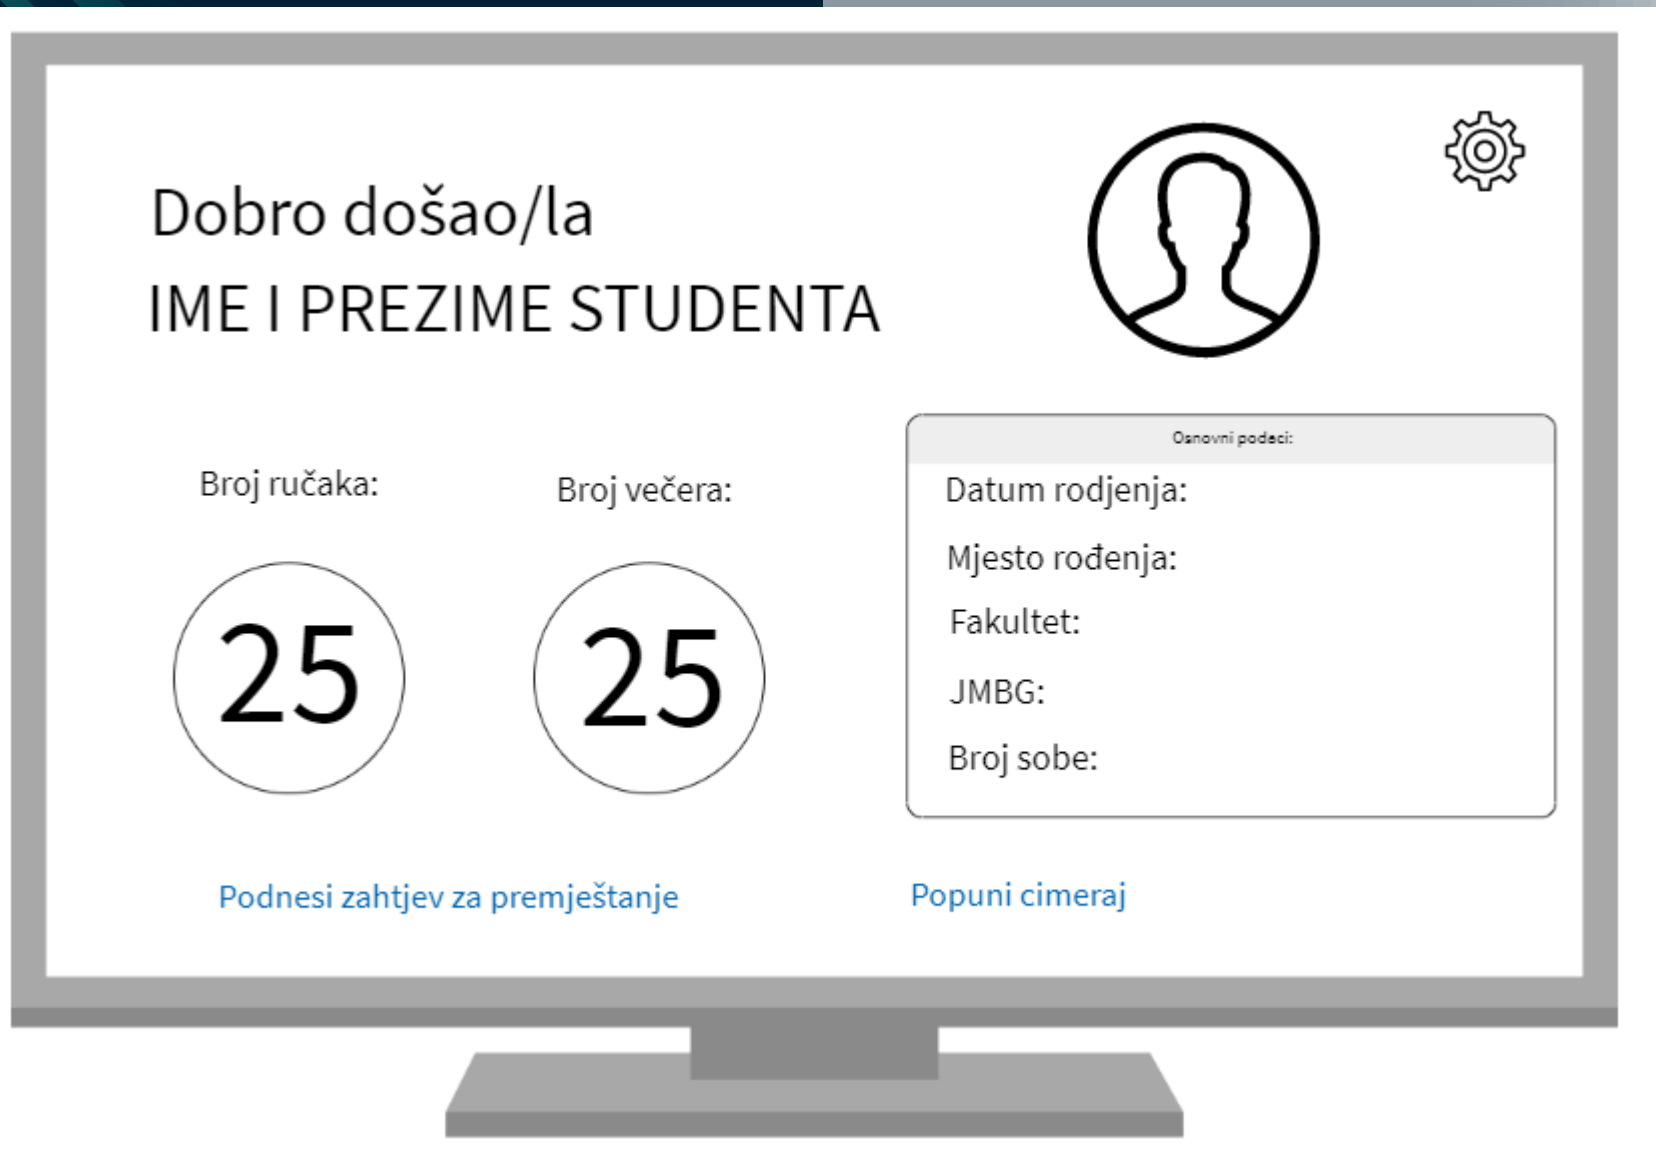 Dobro došao/la
IME I PREZIME STUDENTA
Broj ručaka:
Broj večera:
25
25
Osnovni podaci:
Datum rodjenja:
Mjesto rođenja:
Fakultet:
JMBG:
Broj sobe:
Podnesi zahtjev za premještanje
Popuni cimeraj